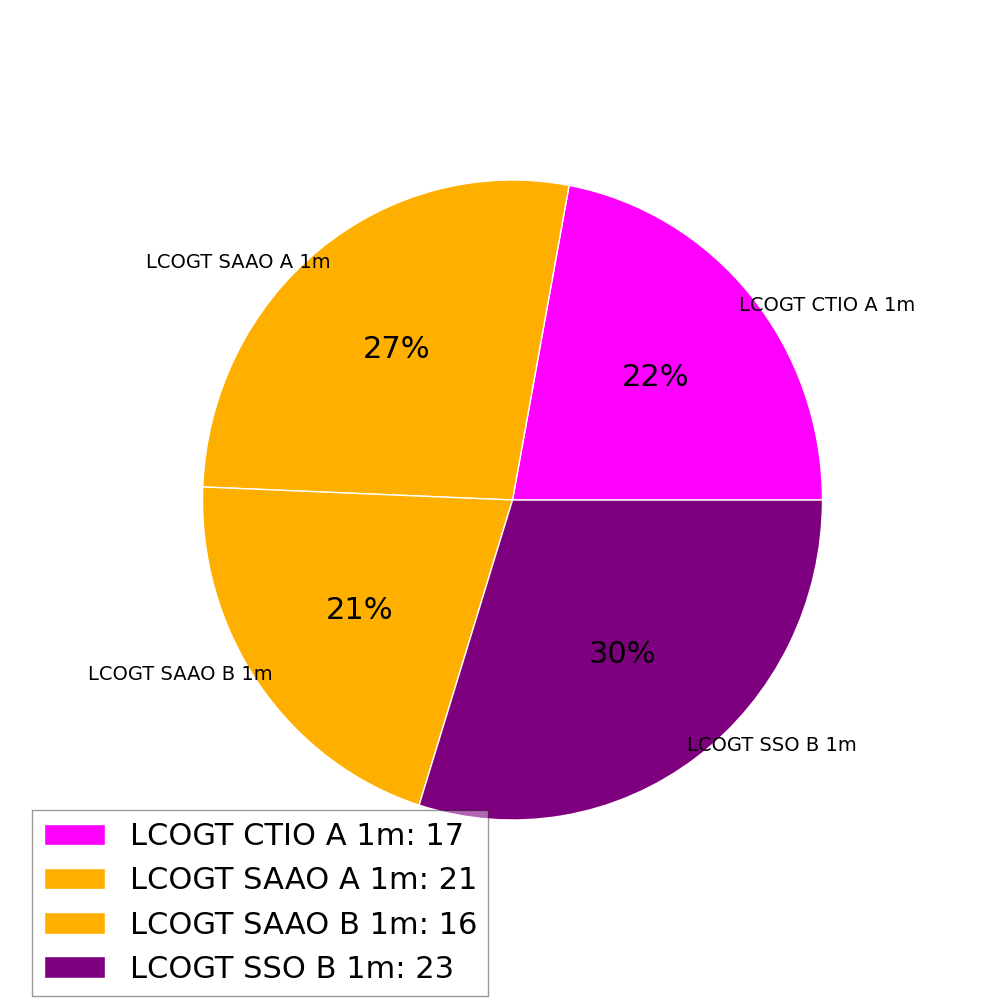 LCOGT SAAO A 1m
LCOGT CTIO A 1m
27%
22%
21%
30%
LCOGT SAAO B 1m
LCOGT SSO B 1m
LCOGT CTIO A 1m: 17
LCOGT SAAO A 1m: 21
LCOGT SAAO B 1m: 16
LCOGT SSO B 1m: 23